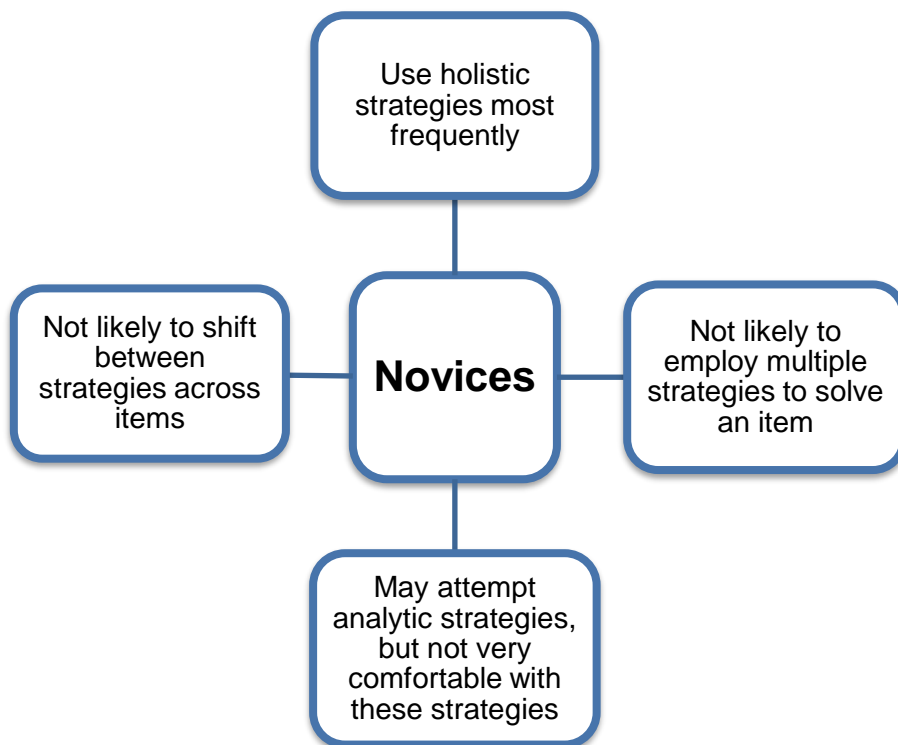 Use holistic
strategies most
frequently
Not likely to shift
between
strategies across
items
Novices
Not likely to
employ multiple
strategies to solve
an item
May attempt
analytic strategies,
but not very
comfortable with
these strategies